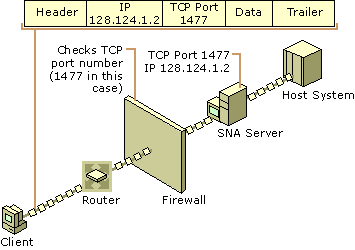 Header
IP
128.124.1.2
TCP Port
1477
Data
Trailer
Checks TCP
port number
(1477 in this
case)
TCP Port 1477
IP 128.124.1.2
Host System
SNA Server
Router
Firewall
Client